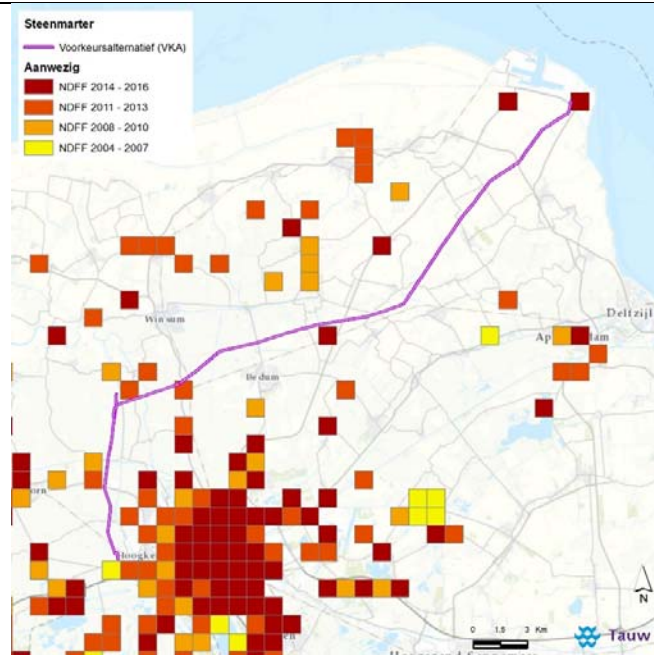 Steenmarter
Voorkeursalternatief (VKA)
Aanwezig
NDFF 2014 - 2016
NDFF 2011 - 2013
NDFF 2008 - 2010
NDFF 2004 - 2007
Winsum
Delfzijl
Bedum
N
0 1,5 3 Km
Tauw